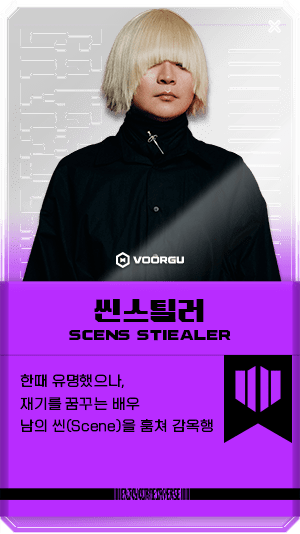 VOÖRGU
씬스틸러
SCENS STIEALER
한때 유명했으나,
재기를 꿈꾸는 배우
남의 씬(Scene)을 훔쳐 감옥행